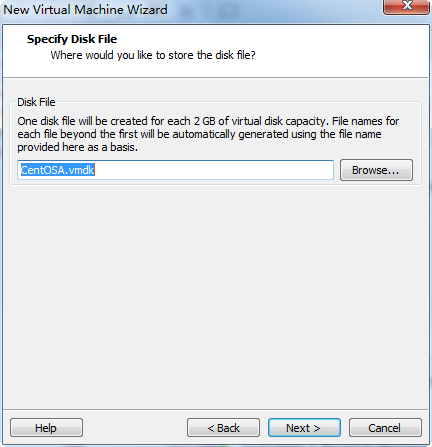 New Virtual Machine Wizard
Specify Disk File
Where would you like to store the disk file?
Disk File
One disk file will be created for each 2 GB of virtual disk capacity. File names for
each file beyond the first will be automatically generated using the file name
provided here as a basis.
CentOSA.vmdk
Browse...
Help
< Back
Next >
Cancel